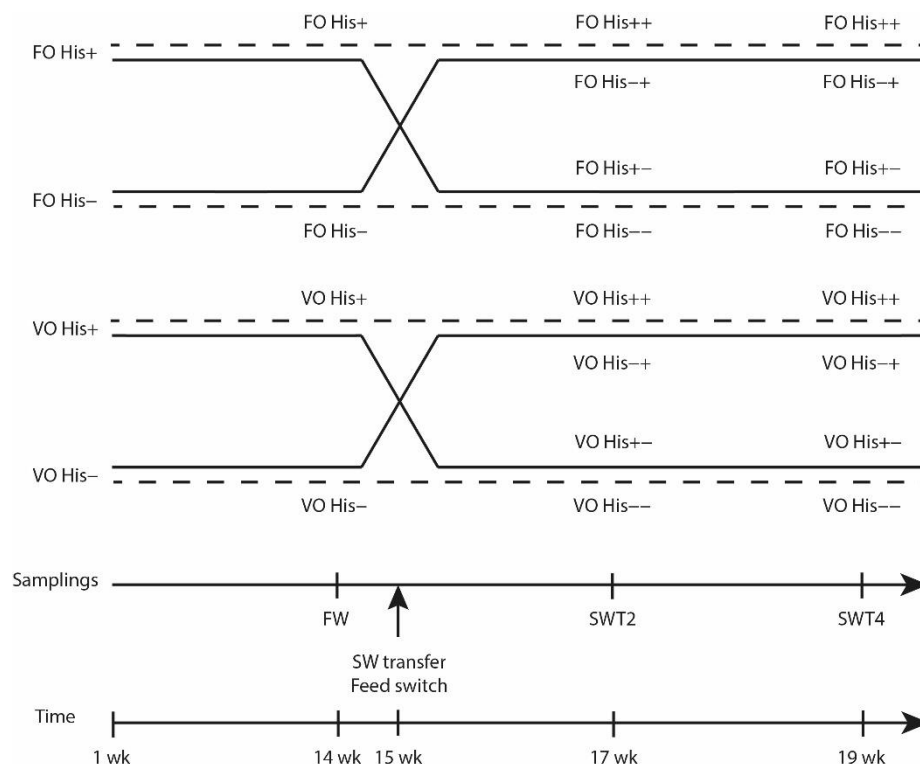 FO His+ FO His++ FO His++
FO His+
FO His–+ FO His–+
FO His+– FO His+–
FO His–
FO His– FO His–– FO His––
VO His+ VO His++ VO His++
VO His+
VO His–+ VO His–+
VO His+– VO His+–
VO His–
VO His– VO His–– VO His––
Samplings
FW SWT2 SWT4
SW transfer
Feed switch
Time
1 wk 14 wk 15 wk 17 wk 19 wk